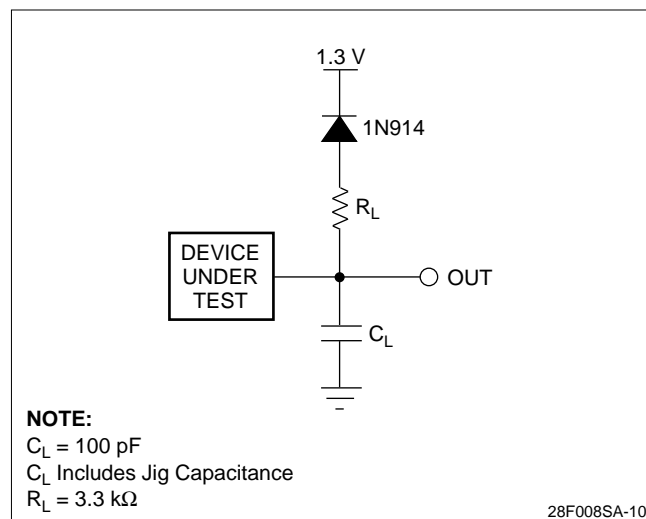 1.3 V
1N914
R_L
DEVICE
UNDER
TEST
OUT
C_L
NOTE:
C_L = 100 pF
C_L Includes Jig Capacitance
R_L = 3.3 kΩ
28F008SA-10